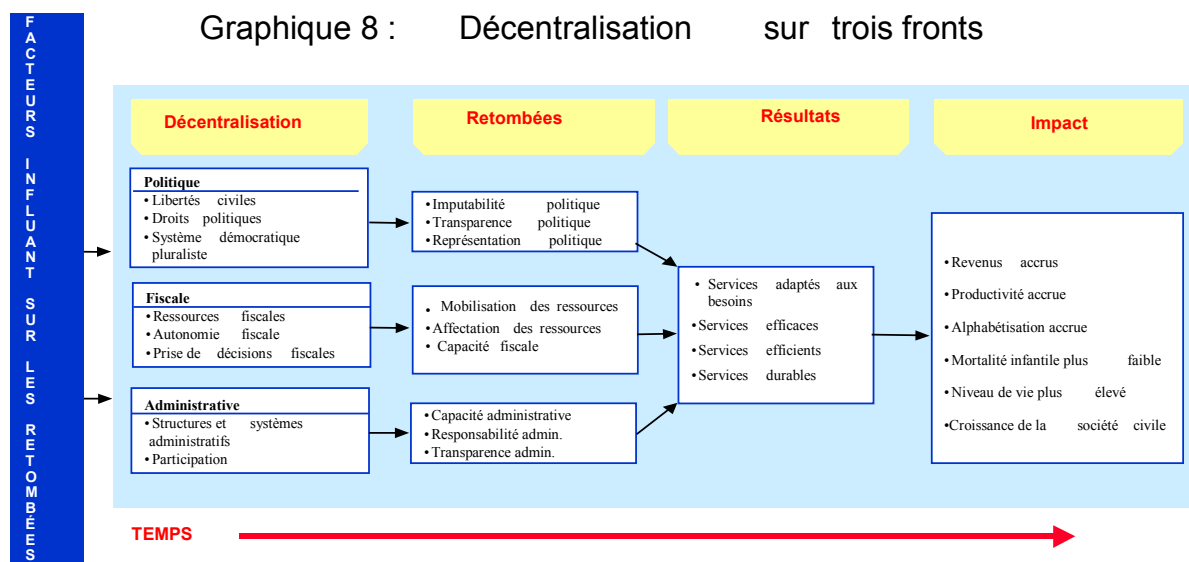 Graphique 8 : Décentralisation sur trois fronts
FACTEURS INFLUANT SUR LES RETOMBÉES
Décentralisation
Retombées
Résultats
Impact
Politique
• Libertés civiles
• Droits politiques
• Système démocratique
pluraliste
Fiscale
• Ressources fiscales
• Autonomie fiscale
• Prise de décisions fiscales
Administrative
• Structures et systèmes
administratifs
• Participation
• Imputabilité politique
• Transparence politique
• Représentation politique
• Mobilisation des ressources
• Affectation des ressources
• Capacité fiscale
• Capacité administrative
• Responsabilité admin.
• Transparence admin.
• Services adaptés aux
besoins
• Services efficaces
• Services efficients
• Services durables
• Revenus accrus
• Productivité accrue
• Alphabétisation accrue
• Mortalité infantile plus faible
• Niveau de vie plus élevé
• Croissance de la société civile
TEMPS